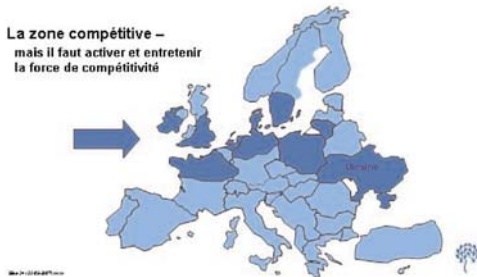 La zone compétitive –
mais il faut activer et entretenir
la force de compétitivité
Ukraine